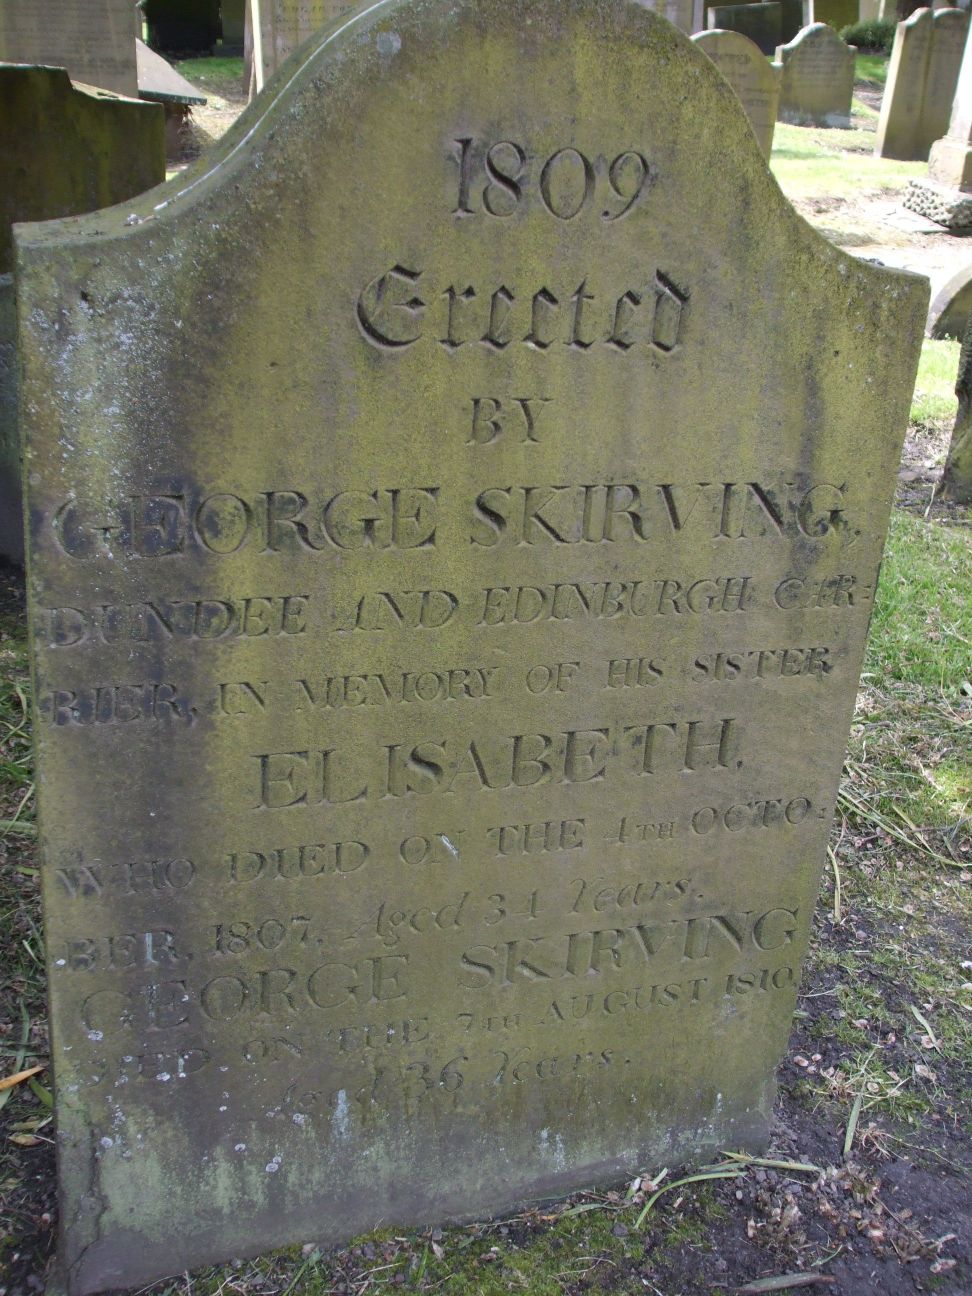 1809
Erected
BY
GEORGE SKIRVING,
DUNDEE AND EDINBURGH CAR=
RIER, IN MEMORY OF HIS SISTER
ELISABETH,
WHO DIED ON THE 4TH OCTO:
BER, 1807, Aged 34 Years.
GEORGE SKIRVING
DIED ON THE 7TH AUGUST 1810.
Aged 36 Years.